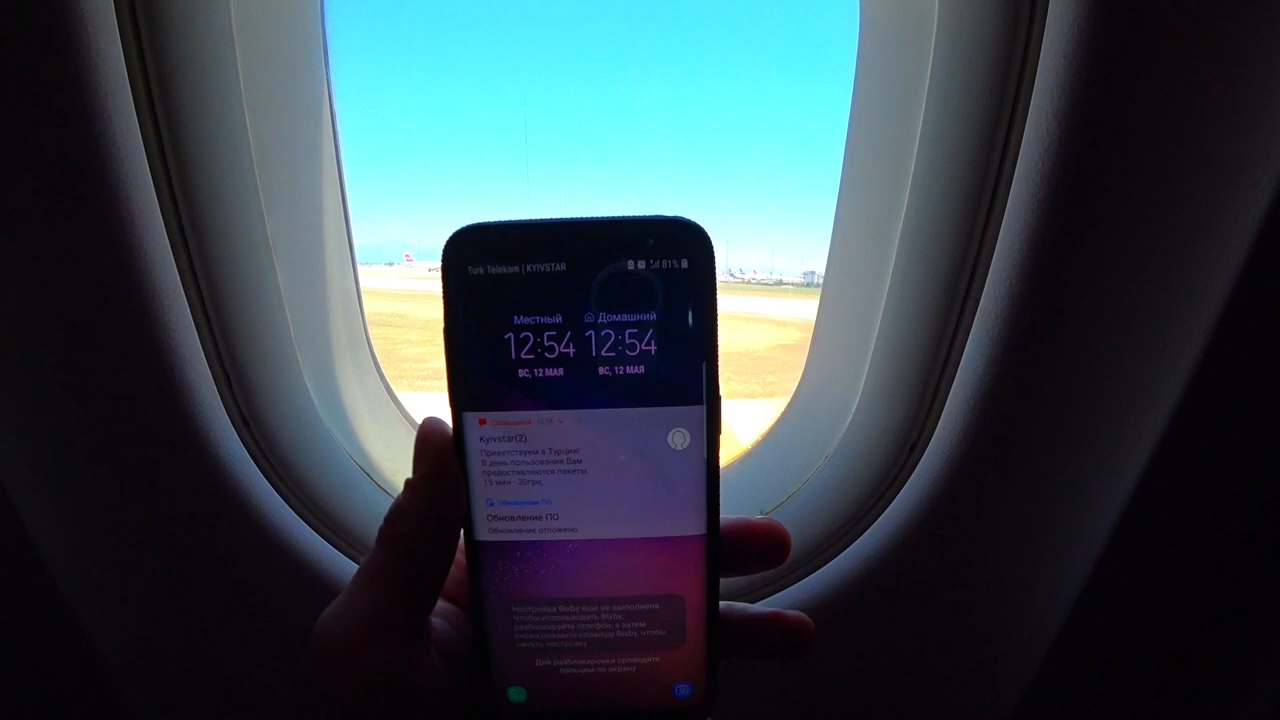 Turk Telekom | KYIVSTAR
81%
Местный
Домашний
12:54
12:54
ВС, 12 МАЯ
ВС, 12 МАЯ
Сообщения 12:54
Kyivstar(2)
Приветствуем в Турции!
В день пользования Вам
предоставляются пакеты:
15 мин - 30грн,
Обновление ПО
Обновление ПО
Обновление отложено.
Настройка Bixby еще не выполнена.
Чтобы использовать Bixby,
разблокируйте телефон, а затем
снова нажмите клавишу Bixby, чтобы
начать настройку.
Для разблокировки проведите
пальцем по экрану